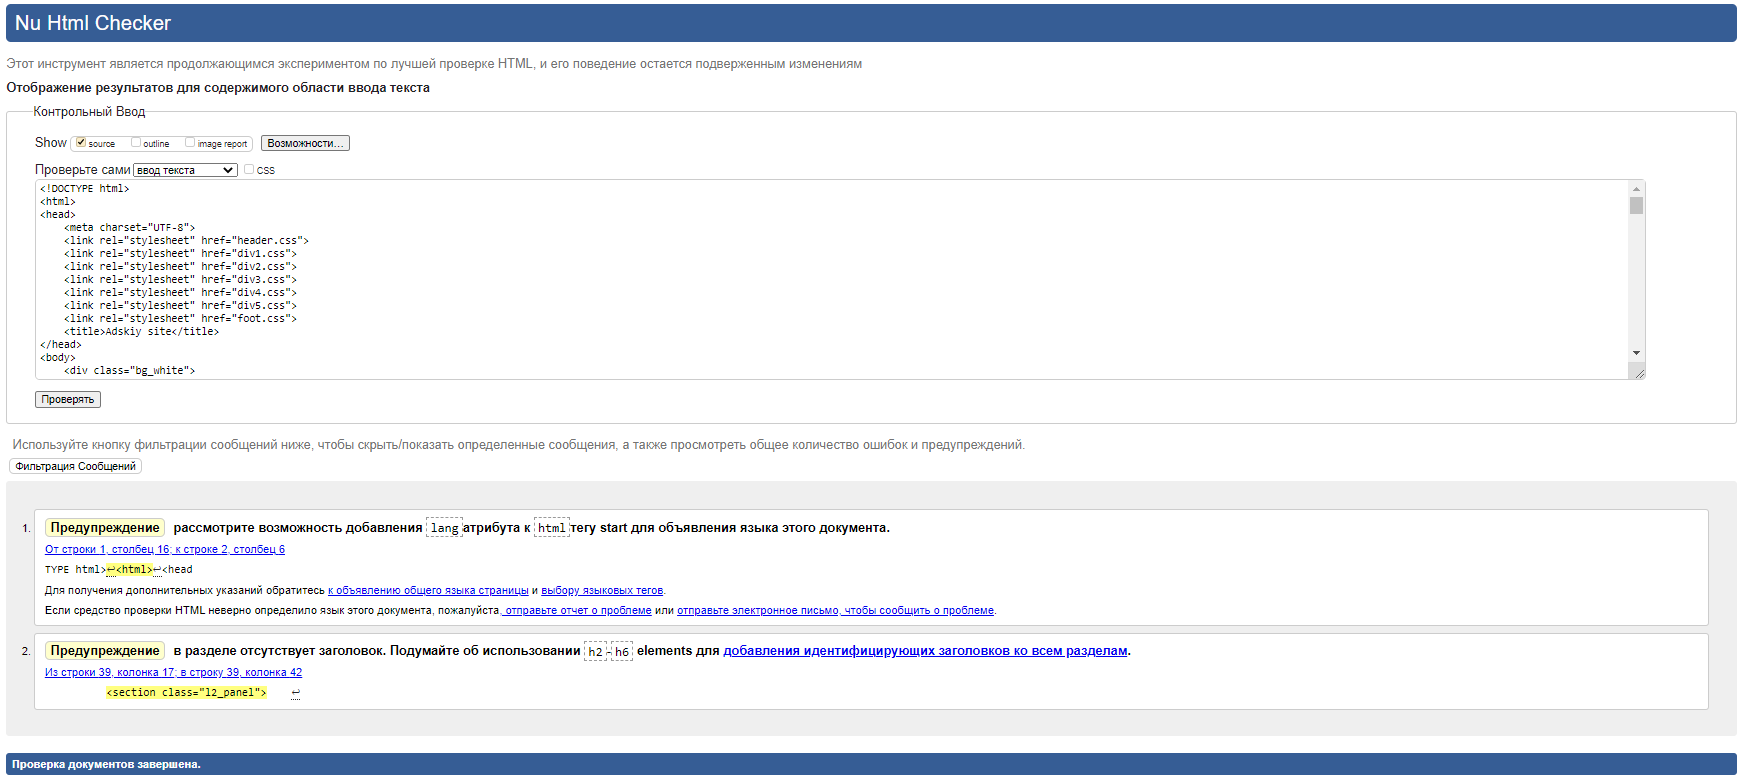 Nu Html Checker
Этот инструмент является продолжающимся экспериментом по лучшей проверке HTML, и его поведение остается подверженным изменениям
Отображение результатов для содержимого области ввода текста
Контрольный Ввод
Show source outline image report Возможности...
Проверьте сами ввод текста css
<!DOCTYPE html>
<html>
<head>
<meta charset="UTF-8">
<link rel="stylesheet" href="header.css">
<link rel="stylesheet" href="div1.css">
<link rel="stylesheet" href="div2.css">
<link rel="stylesheet" href="div3.css">
<link rel="stylesheet" href="div4.css">
<link rel="stylesheet" href="div5.css">
<link rel="stylesheet" href="foot.css">
<title>Adskiy site</title>
</head>
<body>
<div class="bg_white">
Проверять
Используйте кнопку фильтрации сообщений ниже, чтобы скрыть/показать определенные сообщения, а также просмотреть общее количество ошибок и предупреждений.
Фильтрация Сообщений
1. Предупреждение рассмотрите возможность добавления lang атрибута к html тегу start для объявления языка этого документа.
От строки 1, столбец 16; к строке 2, столбец 6
TYPE html>↩<html>↩<head
Для получения дополнительных указаний обратитесь к объявлению общего языка страницы и выбору языковых тегов.
Если средство проверки HTML неверно определило язык этого документа, пожалуйста, отправьте отчет о проблеме или отправьте электронное письмо, чтобы сообщить о проблеме.
2. Предупреждение в разделе отсутствует заголовок. Подумайте об использовании h2-h6 elements для добавления идентифицирующих заголовков ко всем разделам.
Из строки 39, колонка 17; в строку 39, колонка 42
<section class="l2_panel"> ↩
Проверка документов завершена.